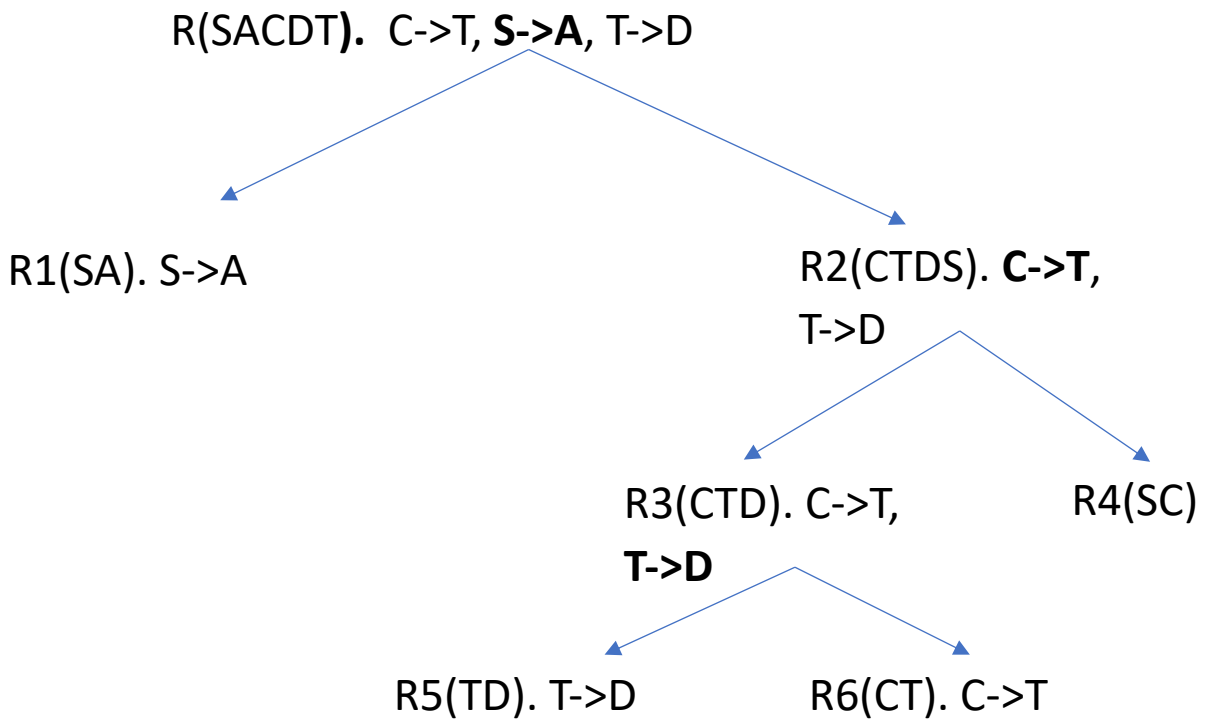 R(SACDT). C->T, S->A, T->D
R1(SA). S->A
R2(CTDS). C->T,
T->D
R3(CTD). C->T,
T->D
R4(SC)
R5(TD). T->D
R6(CT). C->T